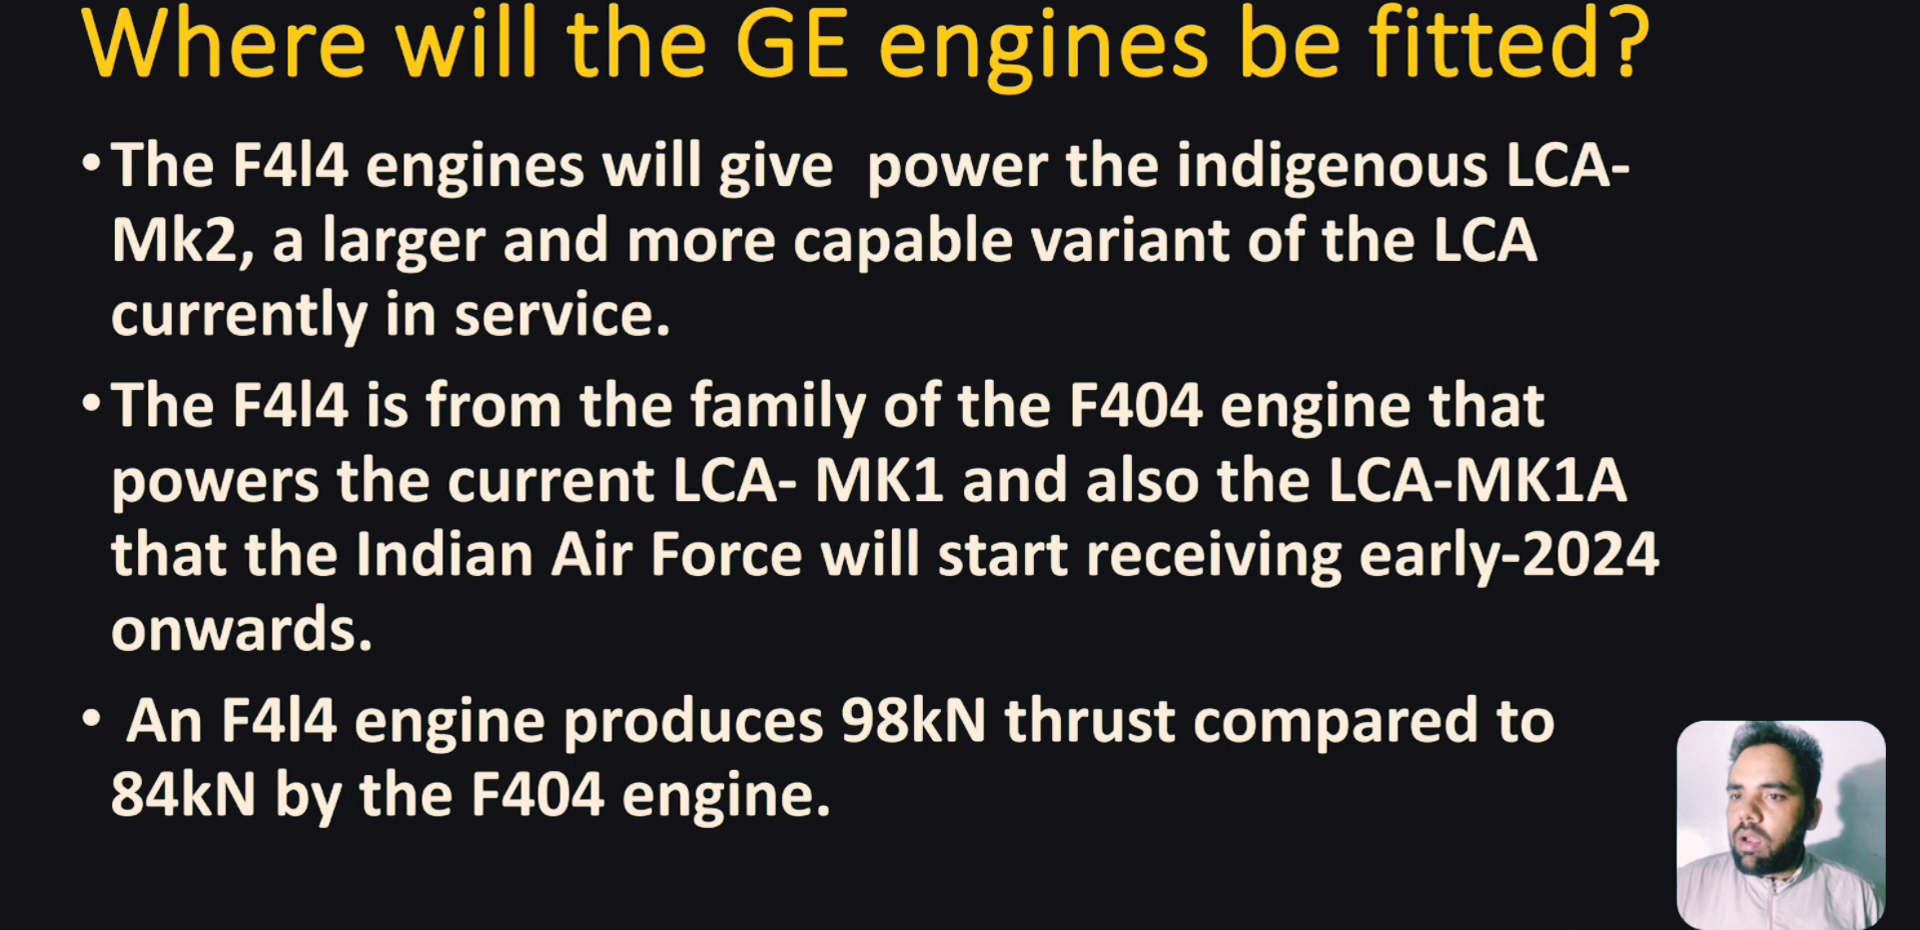 Where will the GE engines be fitted?
•The F4l4 engines will give  power the indigenous LCA-
Mk2, a larger and more capable variant of the LCA
currently in service.
•The F4l4 is from the family of the F404 engine that
powers the current LCA- MK1 and also the LCA-MK1A
that the Indian Air Force will start receiving early-2024
onwards.
• An F4l4 engine produces 98kN thrust compared to
84kN by the F404 engine.